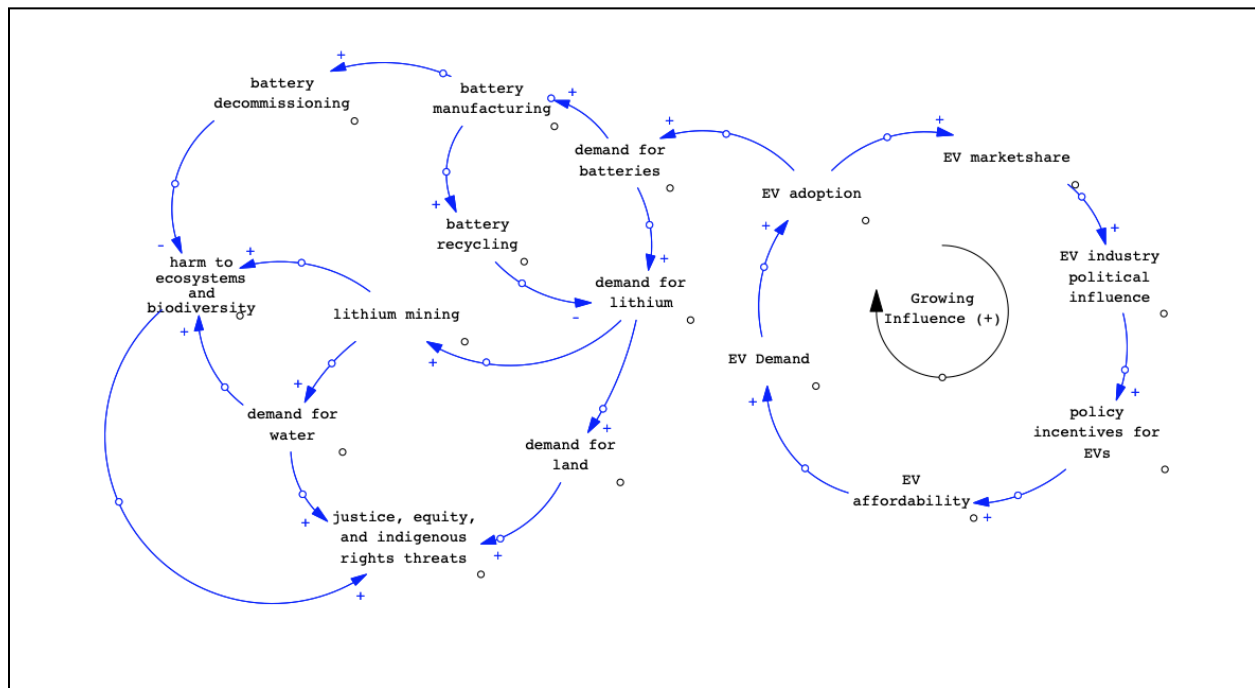 +
battery
decommissioning
battery
manufacturing
+
+
demand for
batteries
+
EV marketshare
EV adoption
+
+
battery
recycling
+
-
+
harm to
ecosystems
and
biodiversity
+
+
demand for
lithium
-
lithium mining
+
+
EV industry
political
influence
Growing
Influence (+)
EV Demand
+
+
demand for
water
+
demand for
land
+
policy
incentives for
EVs
EV
affordability
+
+
justice, equity,
and indigenous
rights threats
+
+